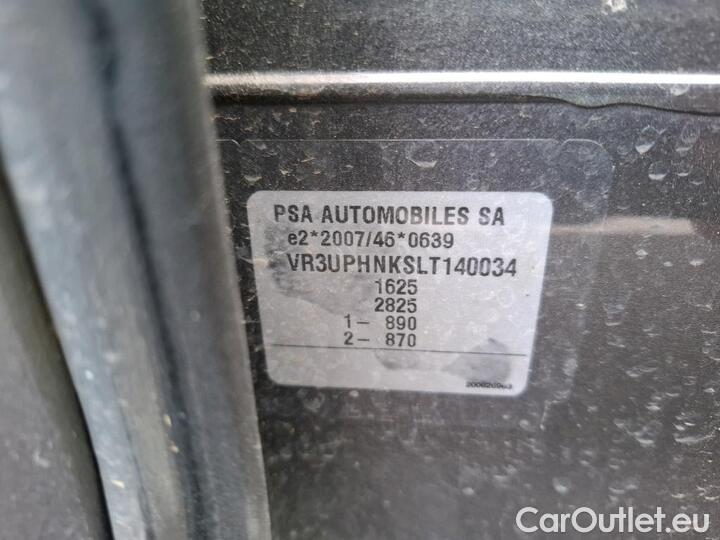 PSA AUTOMOBILES SA
e2*2007/46*0639
VR3UPHNKSLT140034
1625
2825
1- 890
2- 870
CarOutlet.eu